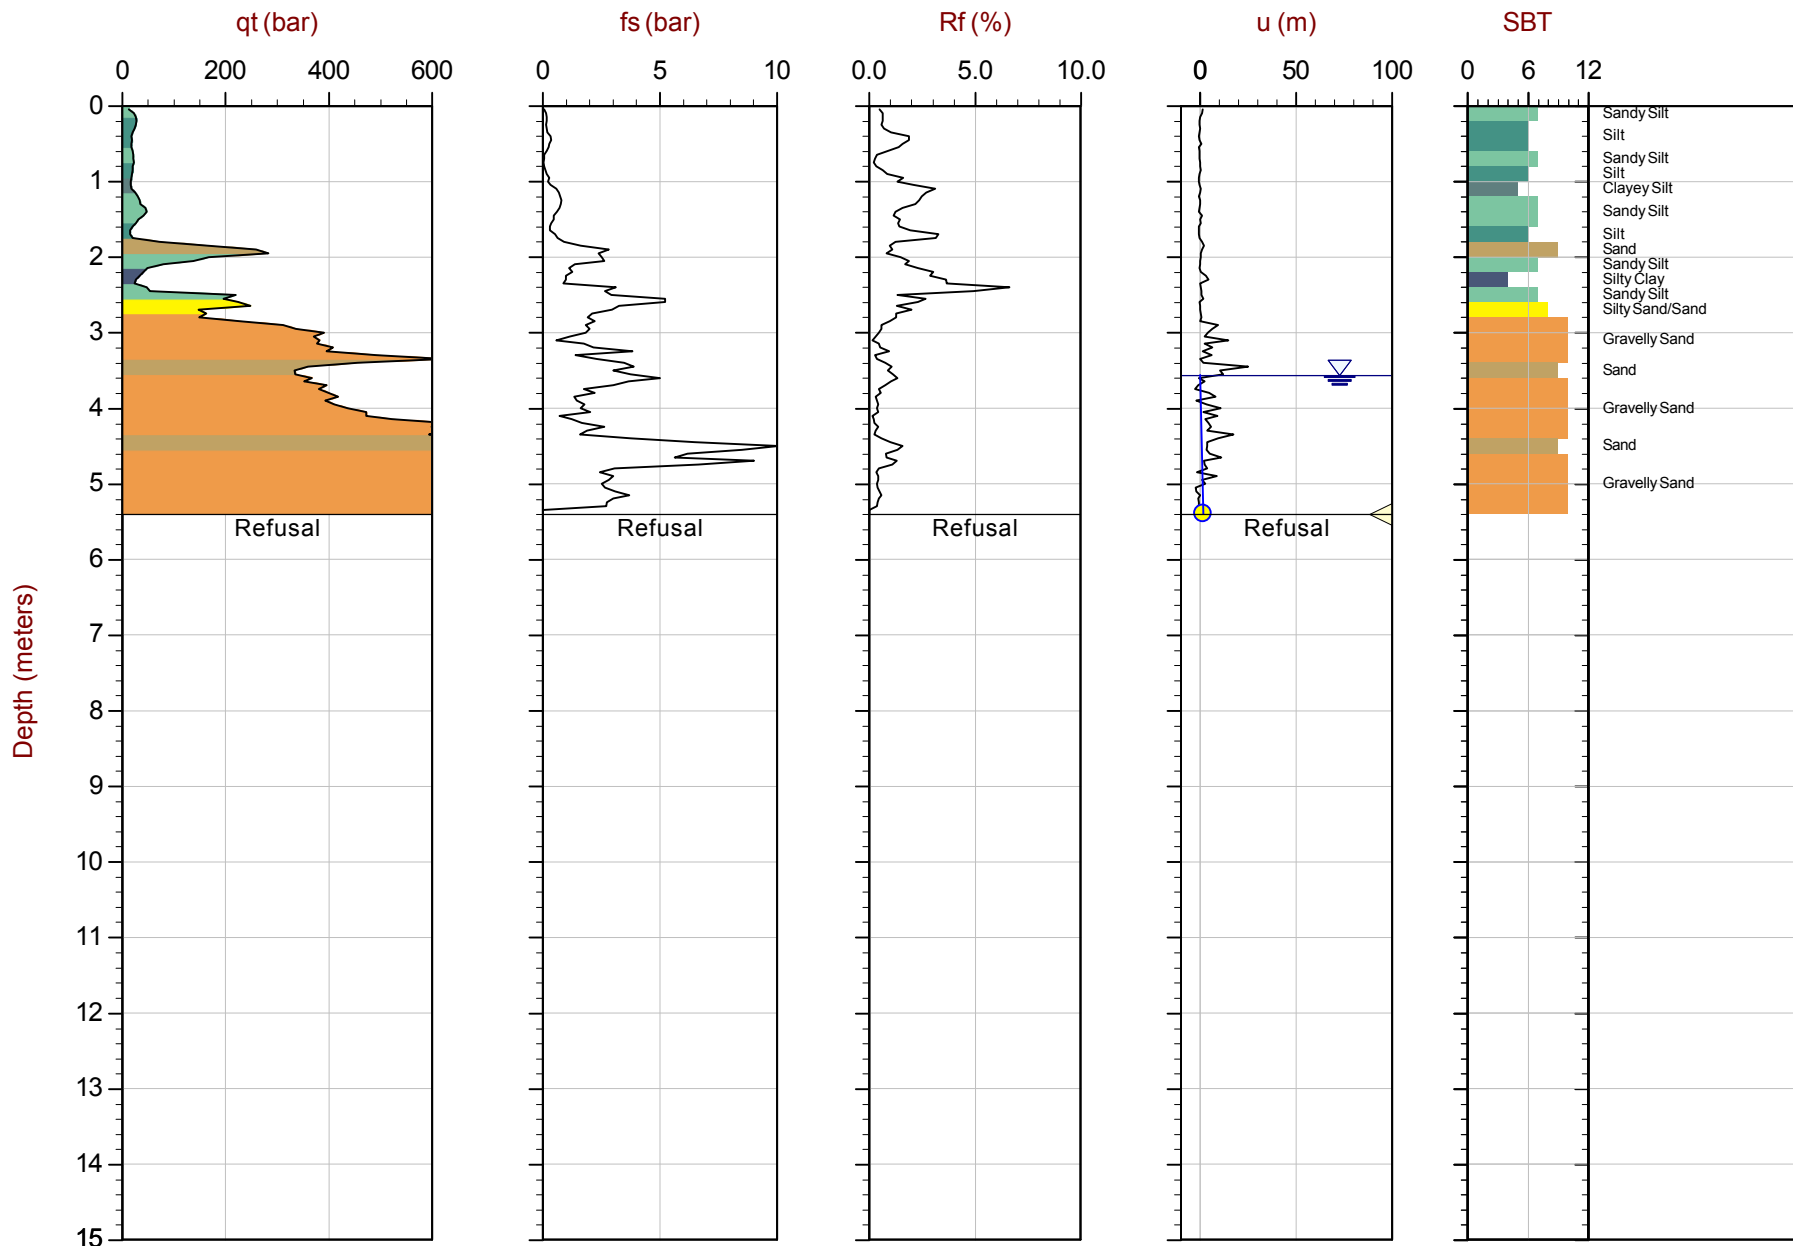 qt (bar) fs (bar) Rf (%) u (m) SBT
0 200 400 600 0 5 10 0.0 5.0 10.0 0 50 100 0 6 12
0
Sandy Silt
Silt
Sandy Silt
Silt
1
Clayey Silt
Sandy Silt
Silt
Sand
2
Sandy Silt
Silty Clay
Sandy Silt
Silty Sand/Sand
3
Gravelly Sand
Sand
4
Gravelly Sand
Sand
5
Gravelly Sand
Refusal Refusal Refusal Refusal
6
7
8
9
10
11
12
13
14
15
Depth (meters)